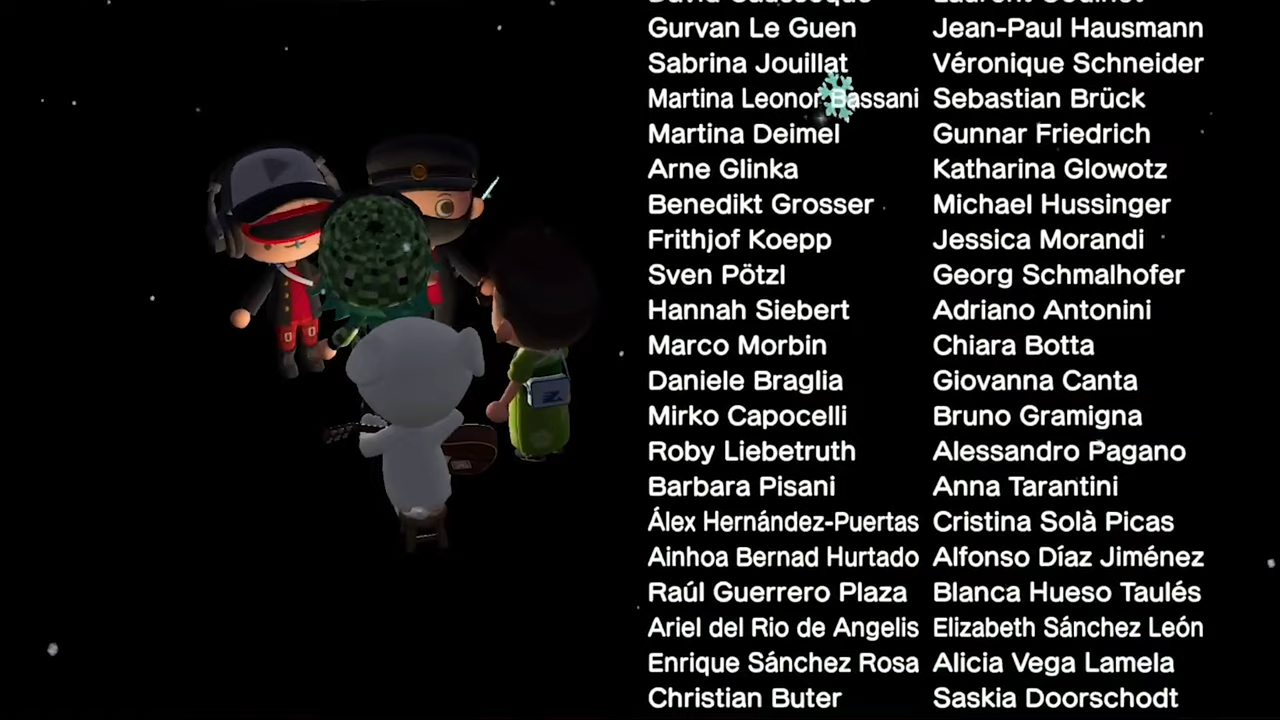 Gurvan Le Guen Jean-Paul Hausmann
Sabrina Jouillat Véronique Schneider
Martina Leonor Bassani Sebastian Brück
Martina Deimel Gunnar Friedrich
Arne Glinka Katharina Glowotz
Benedikt Grosser Michael Hussinger
Frithjof Koepp Jessica Morandi
Sven Pötzl Georg Schmalhofer
Hannah Siebert Adriano Antonini
Marco Morbin Chiara Botta
Daniele Braglia Giovanna Canta
Mirko Capocelli Bruno Gramigna
Roby Liebetruth Alessandro Pagano
Barbara Pisani Anna Tarantini
Álex Hernández-Puertas Cristina Solà Picas
Ainhoa Bernad Hurtado Alfonso Díaz Jiménez
Raúl Guerrero Plaza Blanca Hueso Taulés
Ariel del Rio de Angelis Elizabeth Sánchez León
Enrique Sánchez Rosa Alicia Vega Lamela
Christian Buter Saskia Doorschodt